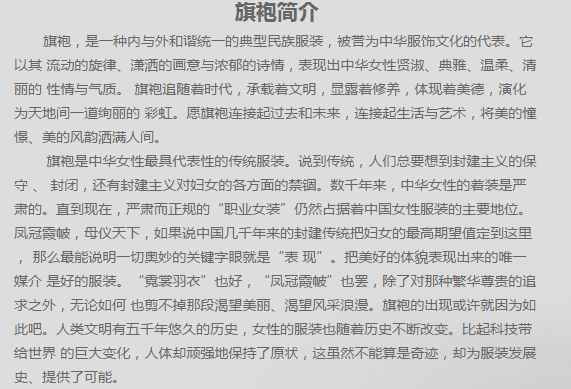 旗袍简介
旗袍，是一种内与外和谐统一的典型民族服装，被誉为中华服饰文化的代表。它
以其 流动的旋律、潇洒的画意与浓郁的诗情，表现出中华女性贤淑、典雅、温柔、清
丽的 性情与气质。 旗袍追随着时代，承载着文明，显露着修养，体现着美德，演化
为天地间一道绚丽的 彩虹。愿旗袍连接起过去和未来，连接起生活与艺术，将美的憧
憬、美的风韵洒满人间。
旗袍是中华女性最具代表性的传统服装。说到传统，人们总要想到封建主义的保
守 、 封闭，还有封建主义对妇女的各方面的禁锢。数千年来，中华女性的着装是严
肃的。直到现在，严肃而正规的“职业女装”仍然占据着中国女性服装的主要地位。
凤冠霞帔，母仪天下，如果说中国几千年来的封建传统把妇女的最高期望值定到这里
， 那么最能说明一切奥妙的关键字眼就是“表 现”。把美好的体貌表现出来的唯一
媒介 是好的服装。“霓裳羽衣”也好，“凤冠霞帔”也罢，除了对那种繁华尊贵的追
求之外，无论如何 也剪不掉那段渴望美丽、渴望风采浪漫。旗袍的出现或许就因为如
此吧。人类文明有五千年悠久的历史，女性的服装也随着历史不断改变。比起科技带
给世界 的巨大变化，人体却顽强地保持了原状，这虽然不能算是奇迹，却为服装发展
史、提供了可能。